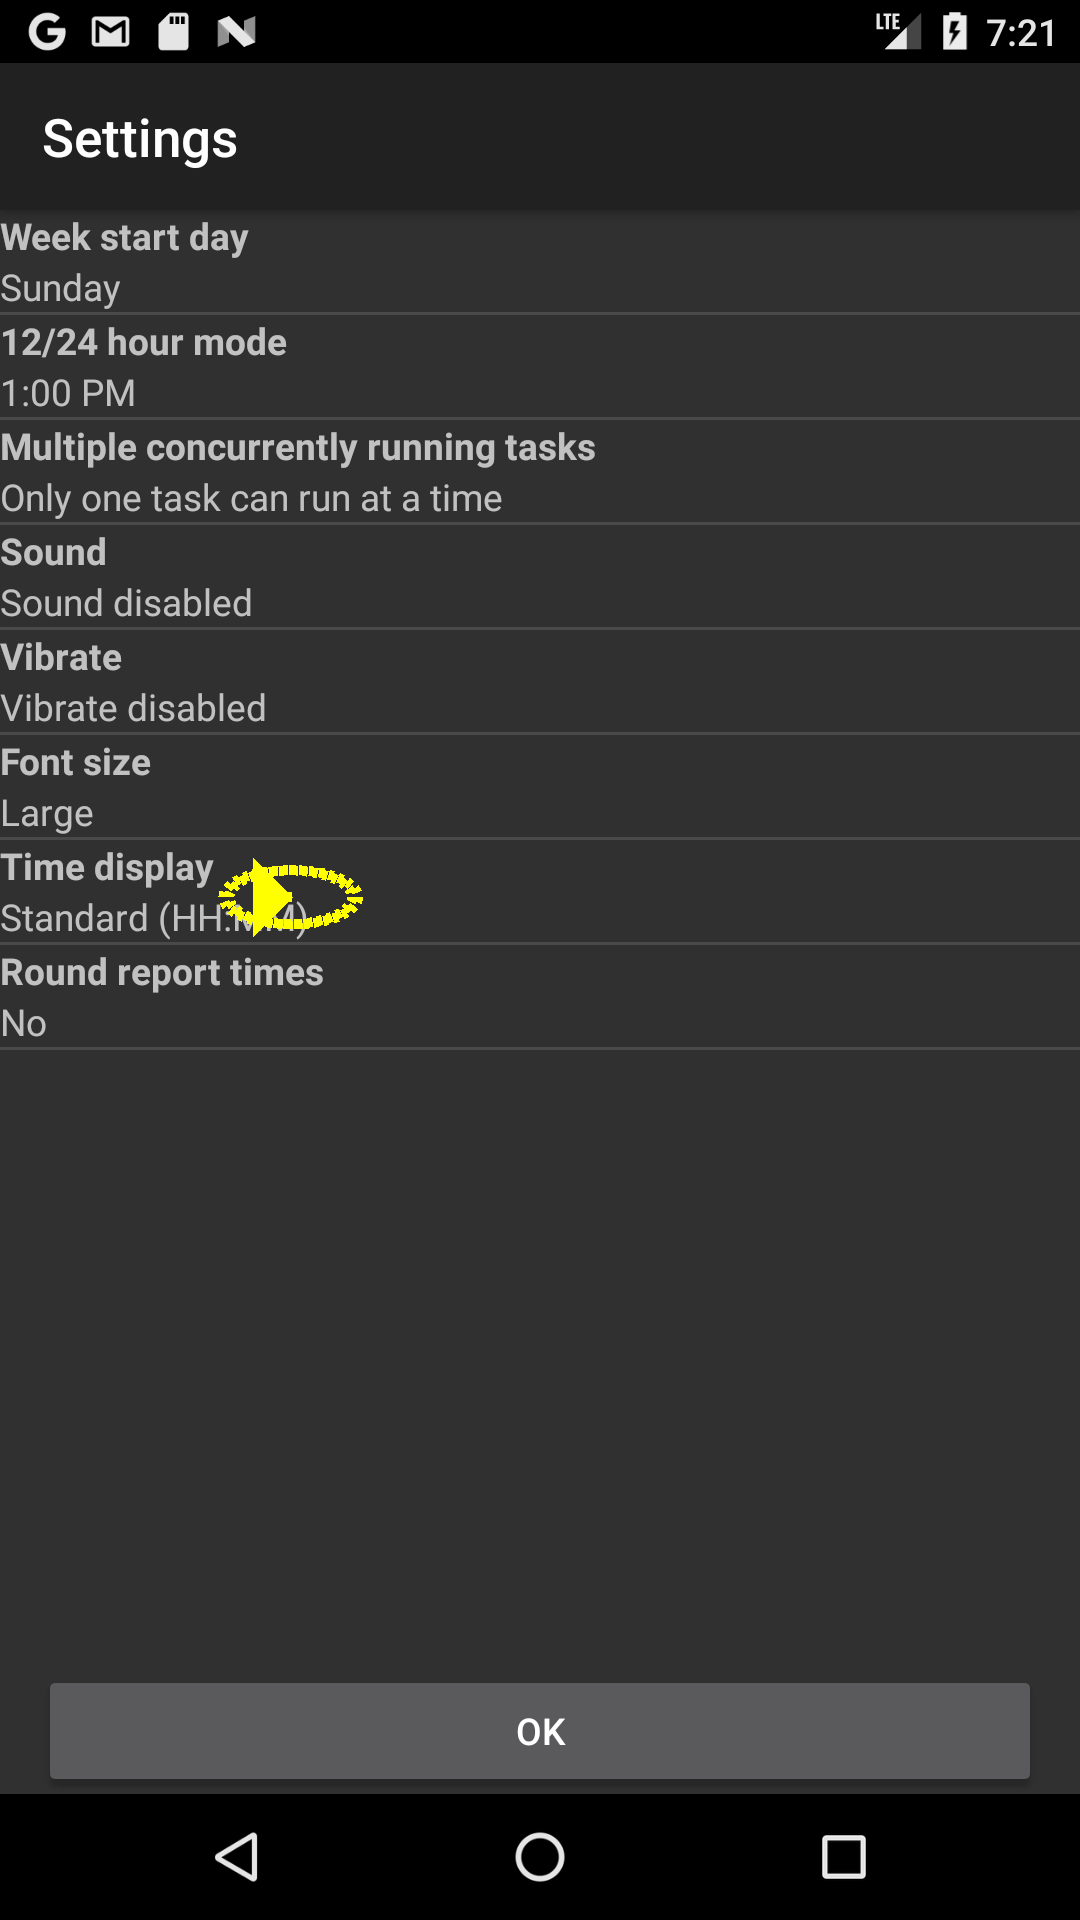 LTE 7:21
Settings
Week start day
Sunday
12/24 hour mode
1:00 PM
Multiple concurrently running tasks
Only one task can run at a time
Sound
Sound disabled
Vibrate
Vibrate disabled
Font size
Large
Time display
Standard (HH:MM)
Round report times
No
OK